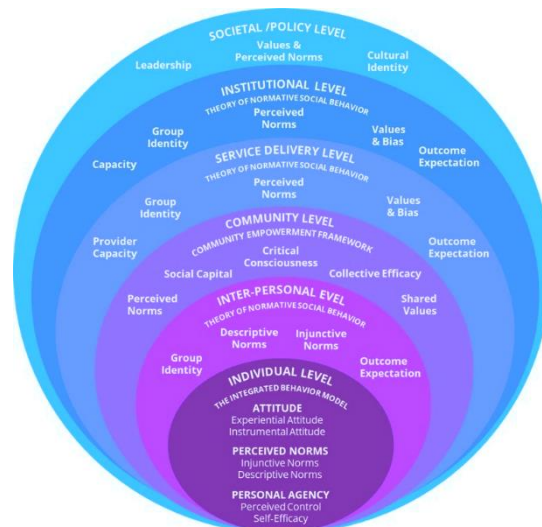 SOCIETAL /POLICY LEVEL
Leadership
Values &
Perceived Norms
Cultural
Identity
INSTITUTIONAL LEVEL
THEORY OF NORMATIVE SOCIAL BEHAVIOR
Capacity
Group
Identity
Perceived
Norms
Values
& Bias
Outcome
Expectation
SERVICE DELIVERY LEVEL
THEORY OF NORMATIVE SOCIAL BEHAVIOR
Provider
Capacity
Group
Identity
Perceived
Norms
Values
& Bias
Outcome
Expectation
COMMUNITY LEVEL
COMMUNITY EMPOWERMENT FRAMEWORK
Perceived
Norms
Social Capital
Critical
Consciousness
Collective Efficacy
Shared
Values
INTER-PERSONAL EVEL
THEORY OF NORMATIVE SOCIAL BEHAVIOR
Group
Identity
Descriptive
Norms
Injunctive
Norms
Outcome
Expectation
INDIVIDUAL LEVEL
THE INTEGRATED BEHAVIOR MODEL
ATTITUDE
Experiential Attitude
Instrumental Attitude
PERCEIVED NORMS
Injunctive Norms
Descriptive Norms
PERSONAL AGENCY
Perceived Control
Self-Efficacy